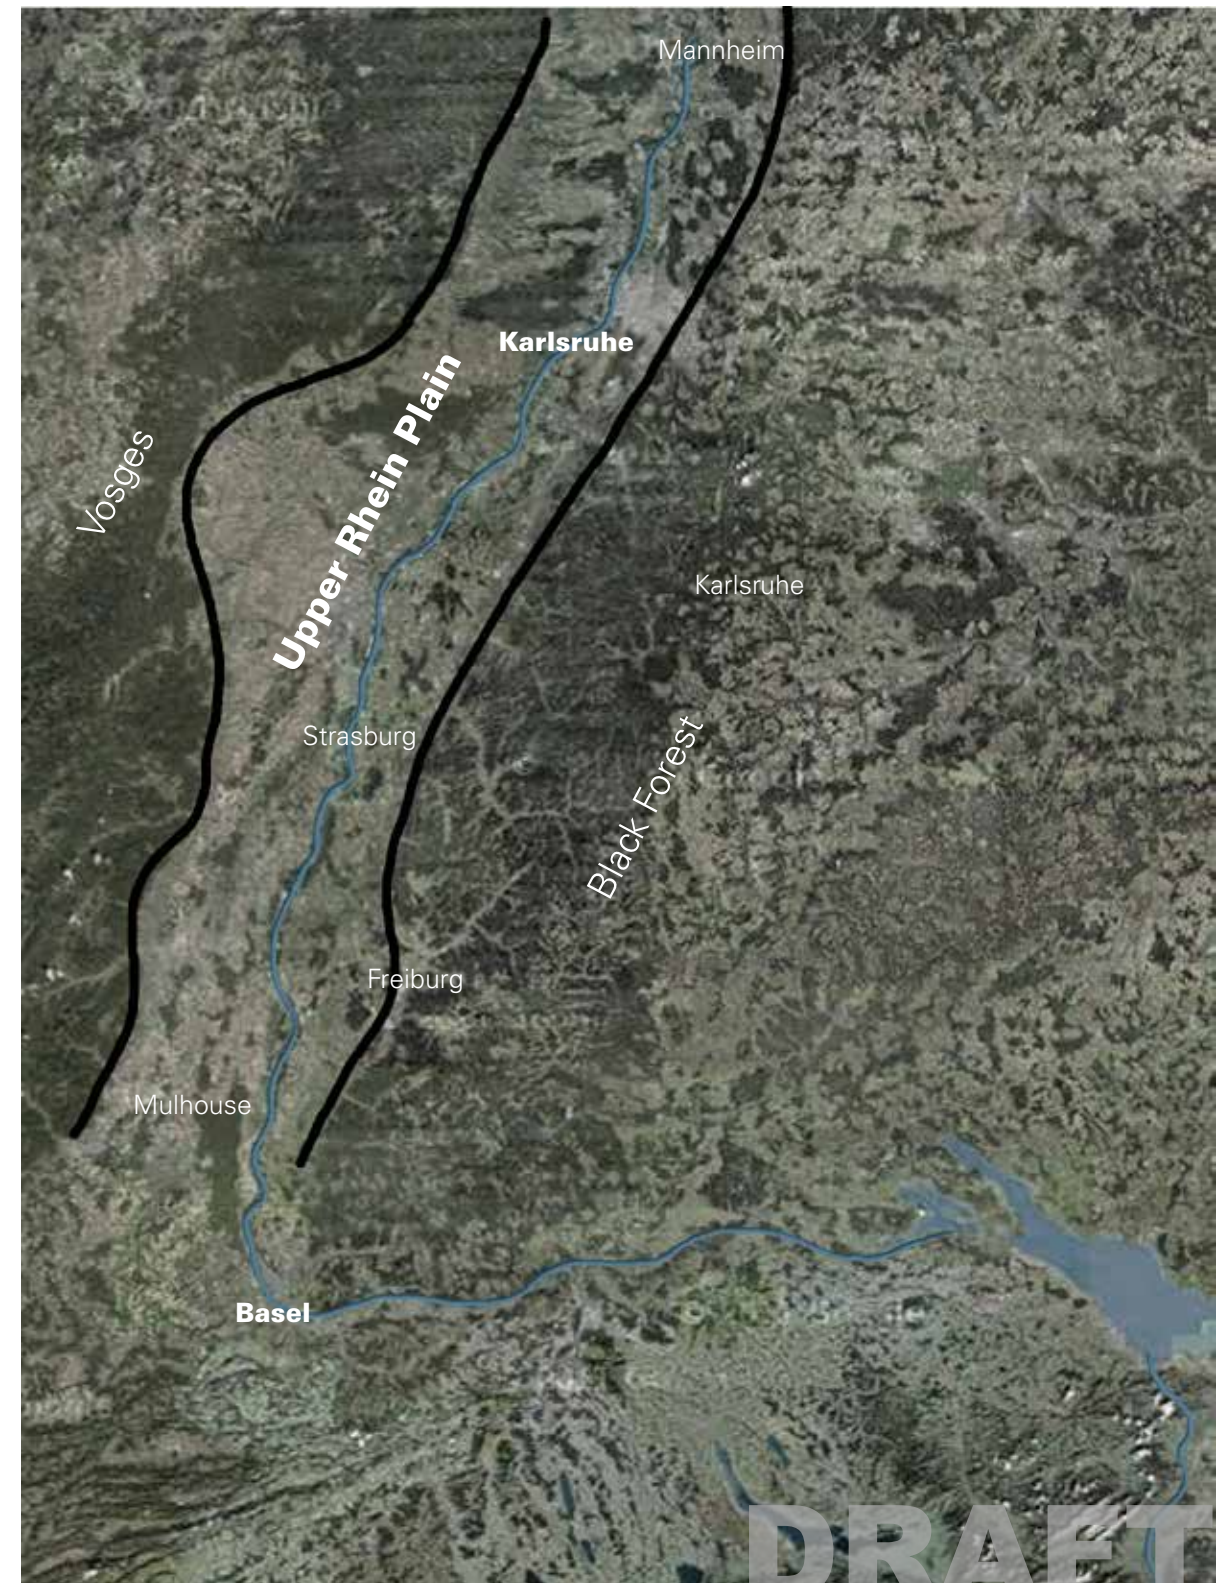 Mannheim
Karlsruhe
Upper Rhein Plain
Vosges
Karlsruhe
Strasburg
Black Forest
Freiburg
Mulhouse
Basel
DRAFT